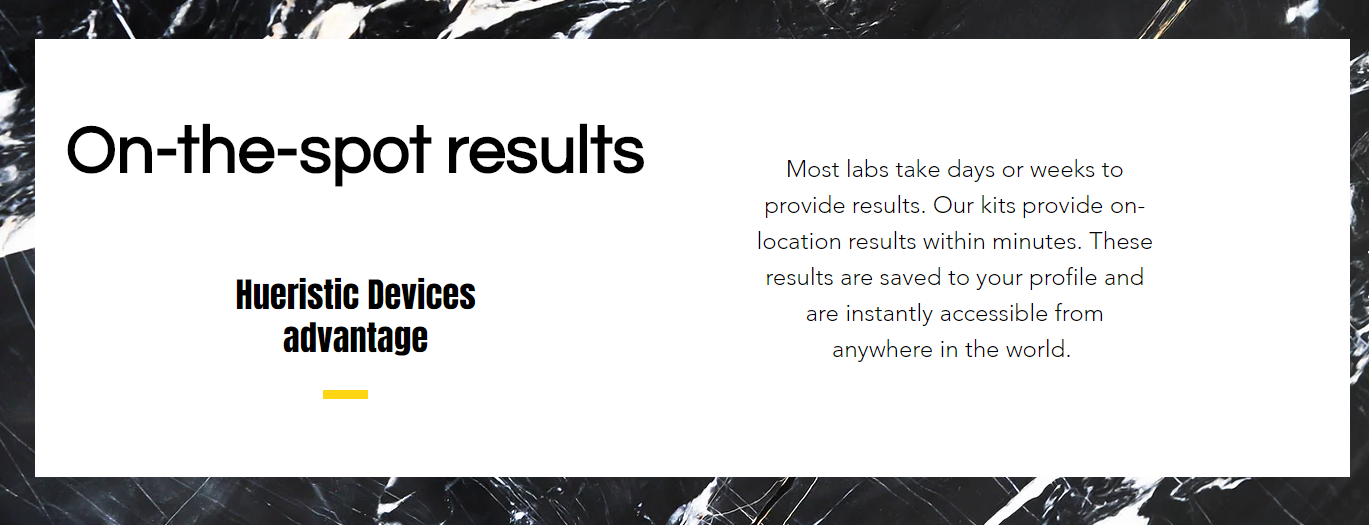 On-the-spot results
Hueristic Devices
advantage
Most labs take days or weeks to
provide results. Our kits provide on-
location results within minutes. These
results are saved to your profile and
are instantly accessible from
anywhere in the world.